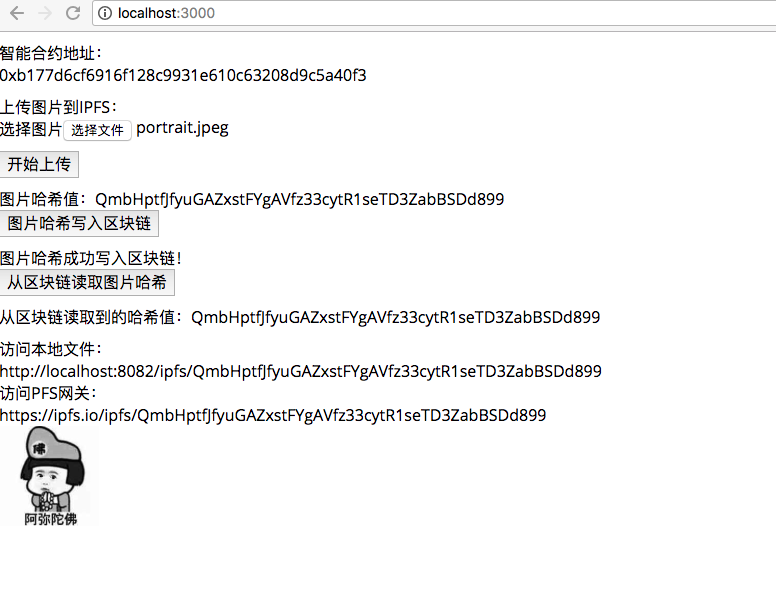 localhost:3000
智能合约地址：
0xb177d6cf6916f128c9931e610c63208d9c5a40f3
上传图片到IPFS：
选择图片 选择文件 portrait.jpeg
开始上传
图片哈希值：QmbHptfJfyuGAZxstFYgAVfz33cytR1seTD3ZabBSDd899
图片哈希写入区块链
图片哈希成功写入区块链！
从区块链读取图片哈希
从区块链读取到的哈希值：QmbHptfJfyuGAZxstFYgAVfz33cytR1seTD3ZabBSDd899
访问本地文件：
http://localhost:8082/ipfs/QmbHptfJfyuGAZxstFYgAVfz33cytR1seTD3ZabBSDd899
访问PFS网关：
https://ipfs.io/ipfs/QmbHptfJfyuGAZxstFYgAVfz33cytR1seTD3ZabBSDd899
佛
阿弥陀佛